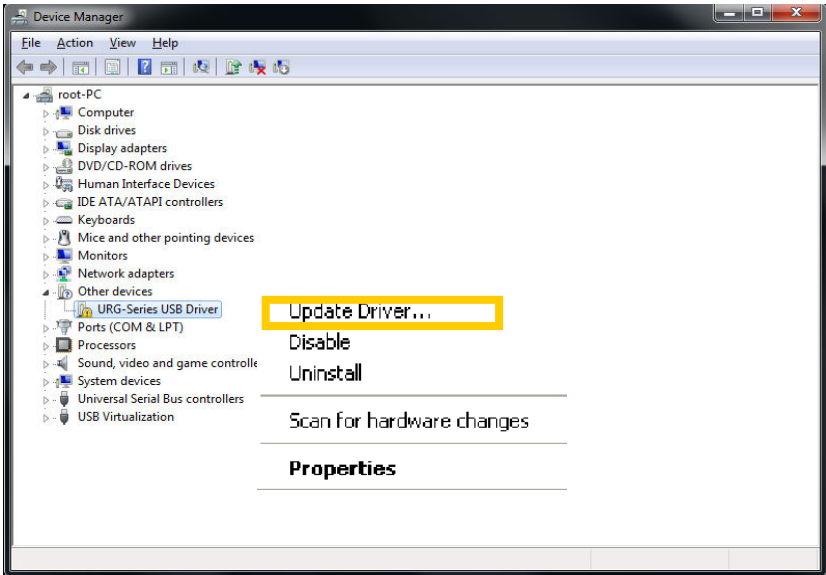 Device Manager
File Action View Help
root-PC
Computer
Disk drives
Display adapters
DVD/CD-ROM drives
Human Interface Devices
IDE ATA/ATAPI controllers
Keyboards
Mice and other pointing devices
Monitors
Network adapters
Other devices
URG-Series USB Driver
Ports (COM & LPT)
Processors
Sound, video and game controlle
System devices
Universal Serial Bus controllers
USB Virtualization
Update Driver...
Disable
Uninstall
Scan for hardware changes
Properties